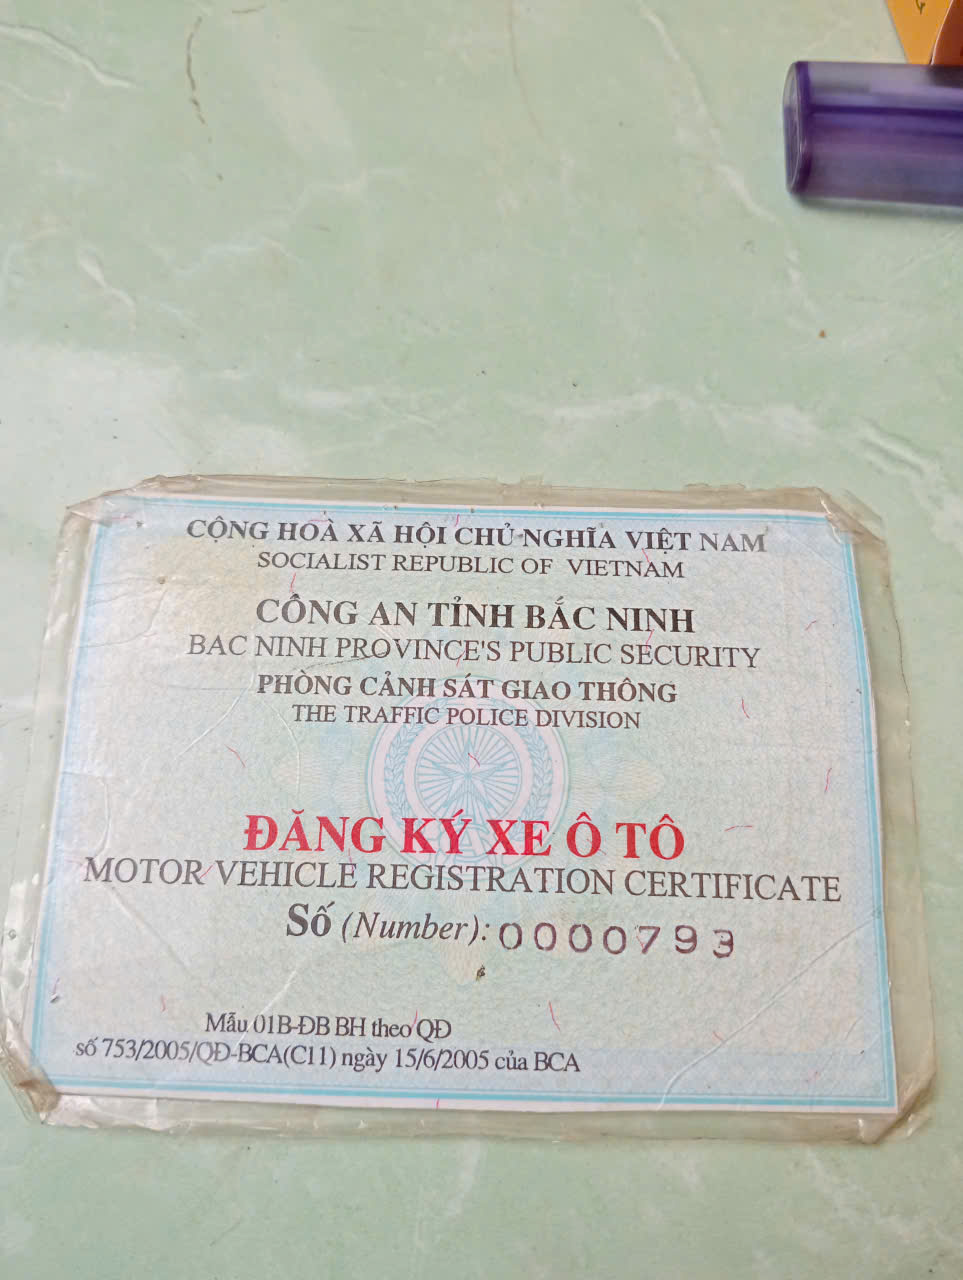 CỘNG HOÀ XÃ HỘI CHỦ NGHĨA VIỆT NAM
SOCIALIST REPUBLIC OF VIETNAM
CÔNG AN TỈNH BẮC NINH
BAC NINH PROVINCE'S PUBLIC SECURITY
PHÒNG CẢNH SÁT GIAO THÔNG
THE TRAFFIC POLICE DIVISION
ĐĂNG KÝ XE Ô TÔ
MOTOR VEHICLE REGISTRATION CERTIFICATE
Số (Number): 0000793
Mẫu 01B-ĐB BH theo QĐ
số 753/2005/QĐ-BCA(C11) ngày 15/6/2005 của BCA